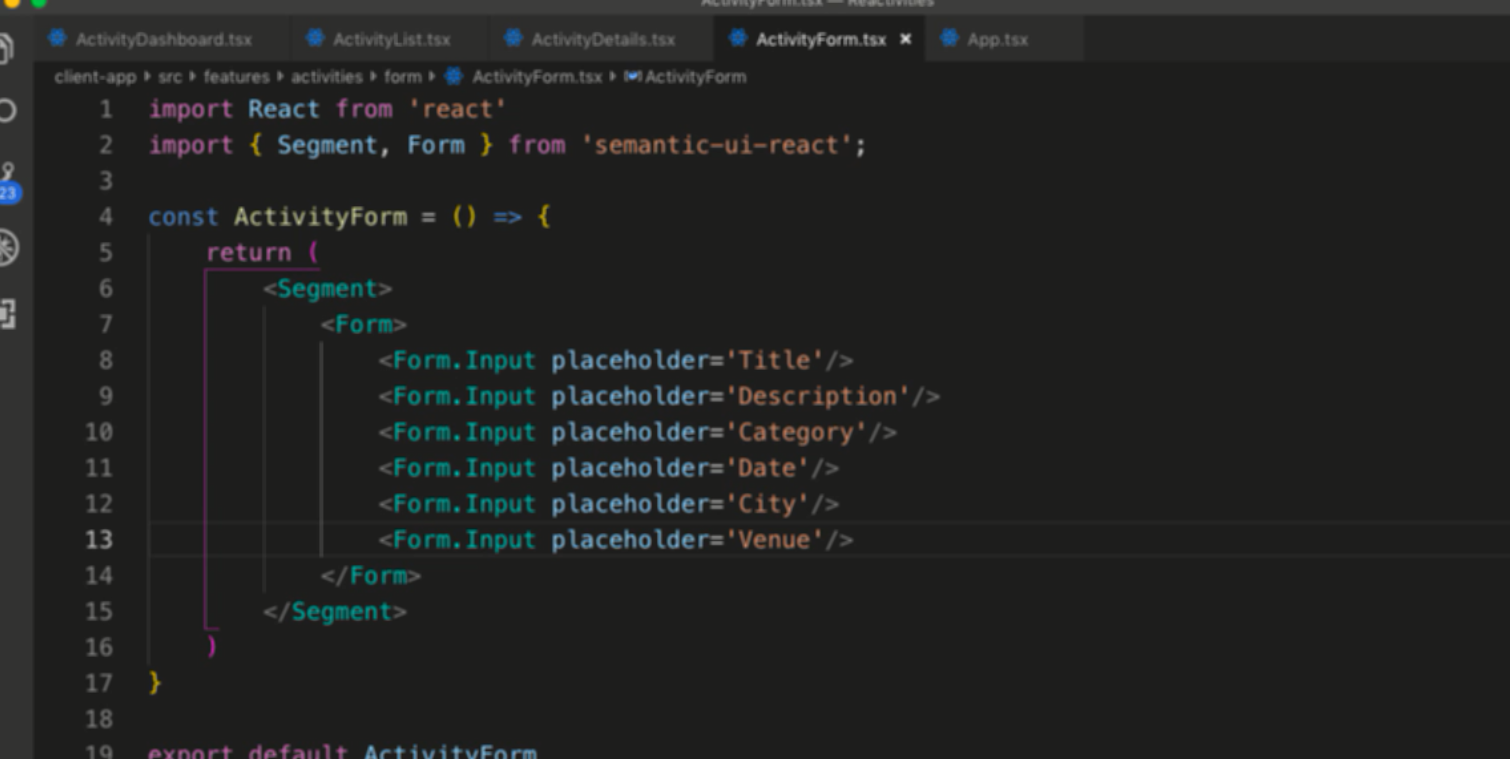 ActivityForm.tsx — Reactivities
ActivityDashboard.tsx ActivityList.tsx ActivityDetails.tsx ActivityForm.tsx × App.tsx
client-app src features activities form ActivityForm.tsx ActivityForm
23
1 import React from 'react'
2 import { Segment, Form } from 'semantic-ui-react';
3
4 const ActivityForm = () => {
5 return (
6 <Segment>
7 <Form>
8 <Form.Input placeholder='Title'/>
9 <Form.Input placeholder='Description'/>
10 <Form.Input placeholder='Category'/>
11 <Form.Input placeholder='Date'/>
12 <Form.Input placeholder='City'/>
13 <Form.Input placeholder='Venue'/>
14 </Form>
15 </Segment>
16 )
17 }
18
19 export default ActivityForm